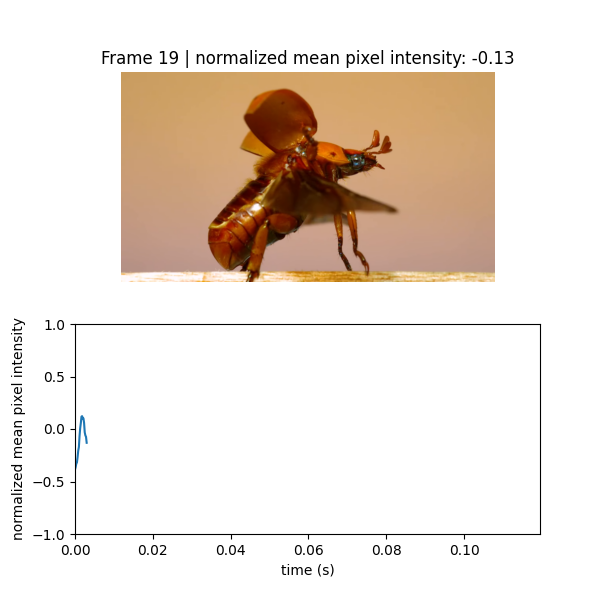 Frame 19 | normalized mean pixel intensity: -0.13
1.0
0.5
0.0
−0.5
−1.0
normalized mean pixel intensity
0.00 0.02 0.04 0.06 0.08 0.10
time (s)